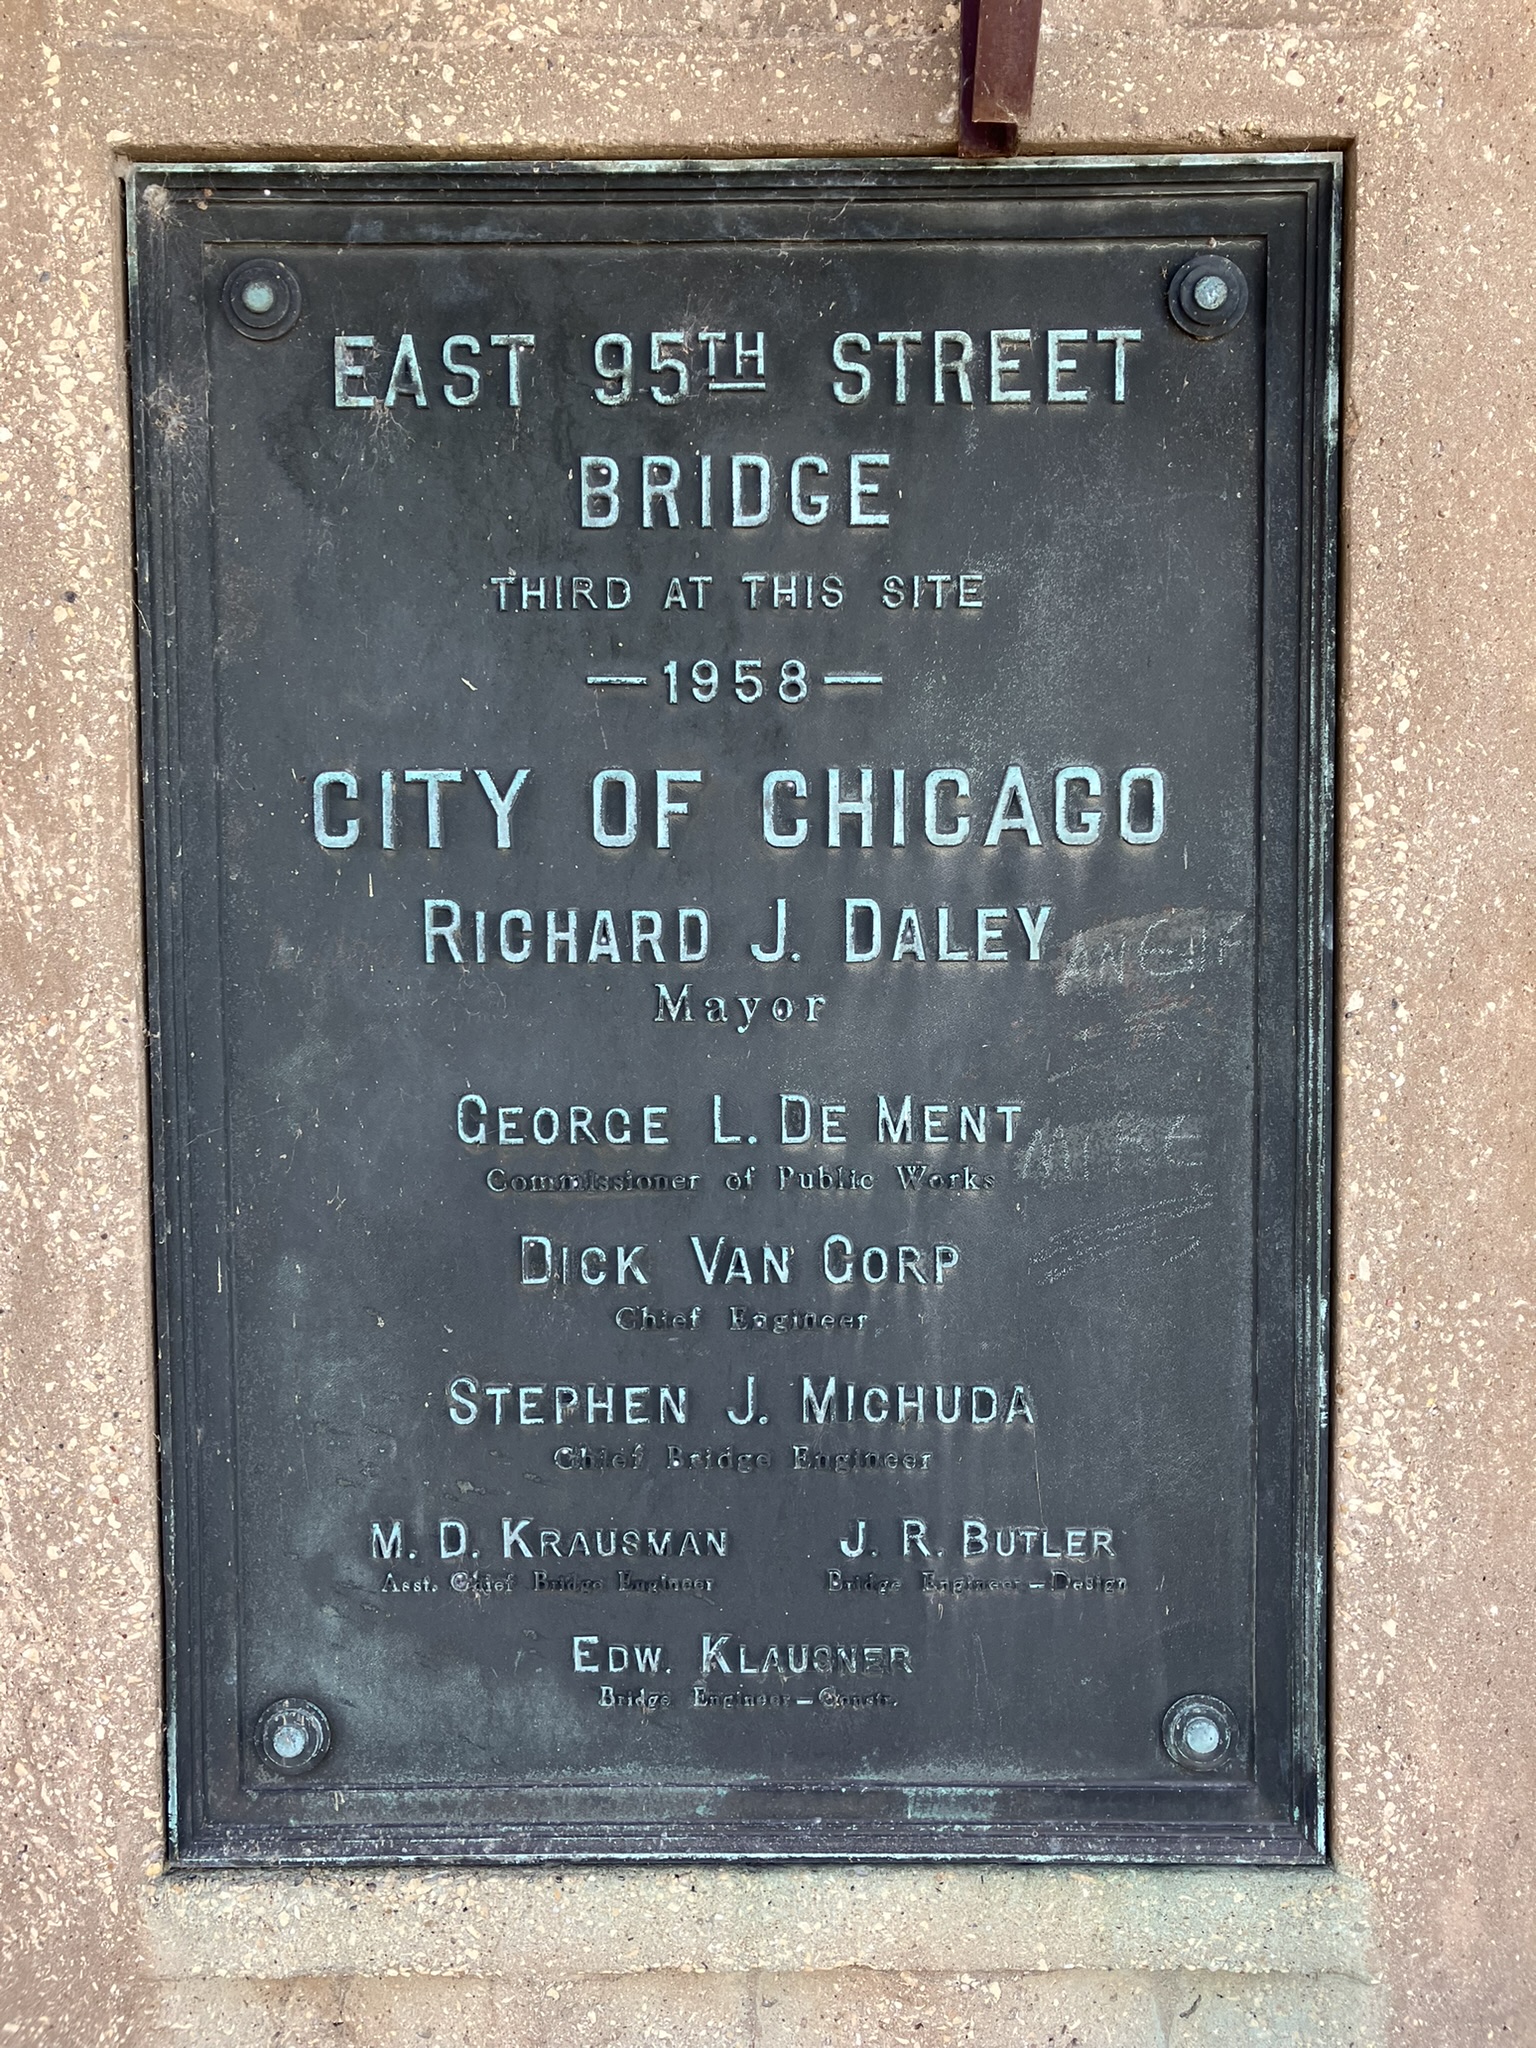 EAST 95TH STREET
BRIDGE
THIRD AT THIS SITE
—1958—
CITY OF CHICAGO
RICHARD J. DALEY
Mayor
GEORGE L. DE MENT
Commissioner of Public Works
DICK VAN GORP
Chief Engineer
STEPHEN J. MICHUDA
Chief Bridge Engineer
M. D. KRAUSMAN J. R. BUTLER
Asst. Chief Bridge Engineer Bridge Engineer—Design
EDW. KLAUSNER
Bridge Engineer—Constr.